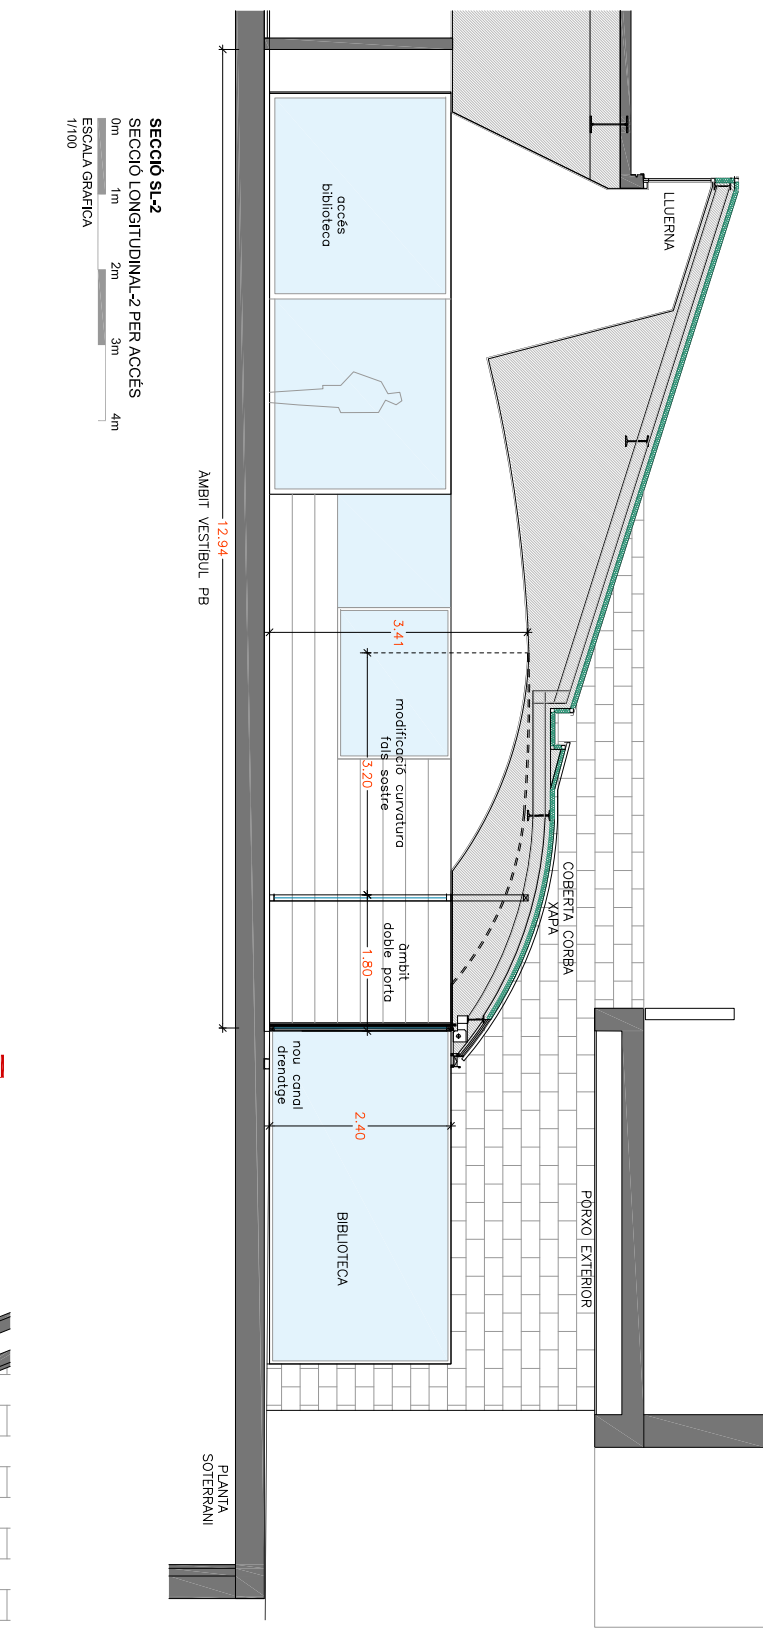 LLUERNA
accés
biblioteca
3.41
modificació curvatura
fals sostre
3.20
COBERTA CORBA
XAPA
àmbit
doble porta
1.80
nou canal
drenatge
2.40
BIBLIOTECA
PORXO EXTERIOR
12.94
ÀMBIT VESTÍBUL PB
PLANTA
SOTERRANI
SECCIÓ SL-2
SECCIÓ LONGITUDINAL-2 PER ACCÉS
0m 1m 2m 3m 4m
ESCALA GRAFICA
1/100